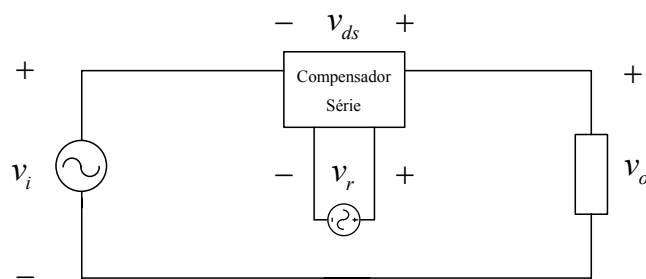 − v_ds +
+ Compensador +
Série
v_i − v_r + v_o
−